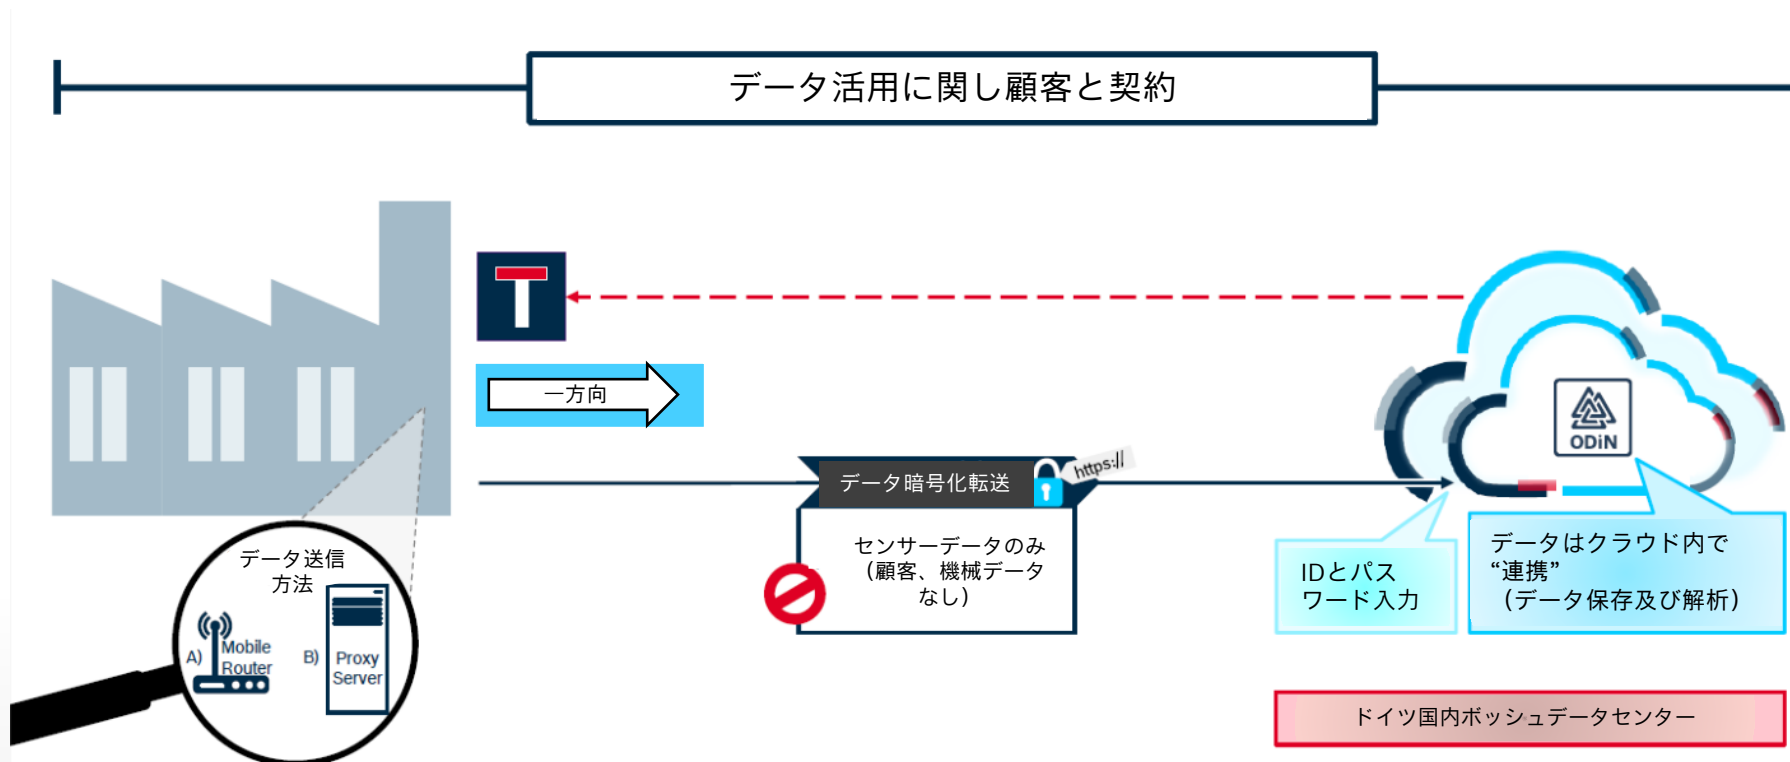 データ活用に関し顧客と契約
T
一方向
データ暗号化転送
https://
センサーデータのみ
（顧客、機械データ
なし）
ODiN
IDとパス
ワード入力
データはクラウド内で
“連携”
（データ保存及び解析）
データ送信
方法
A) Mobile
Router
B) Proxy
Server
ドイツ国内ボッシュデータセンター